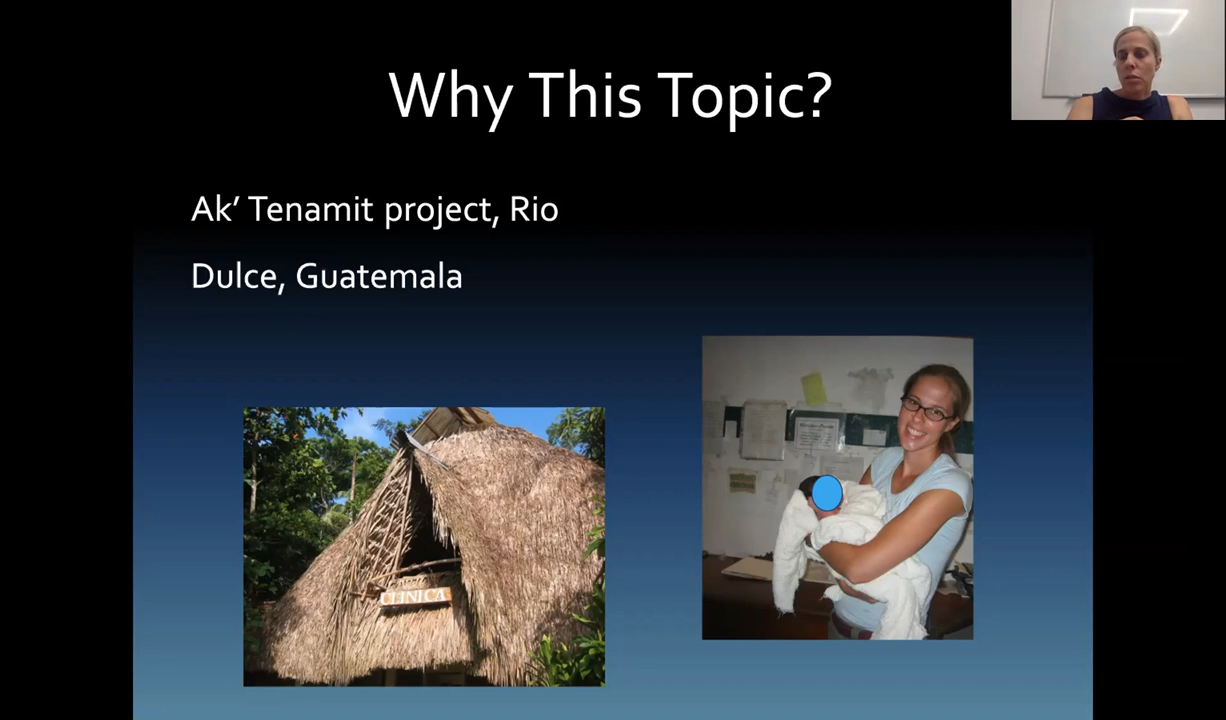 Why This Topic?
Ak’ Tenamit project, Rio
Dulce, Guatemala
CLINICA